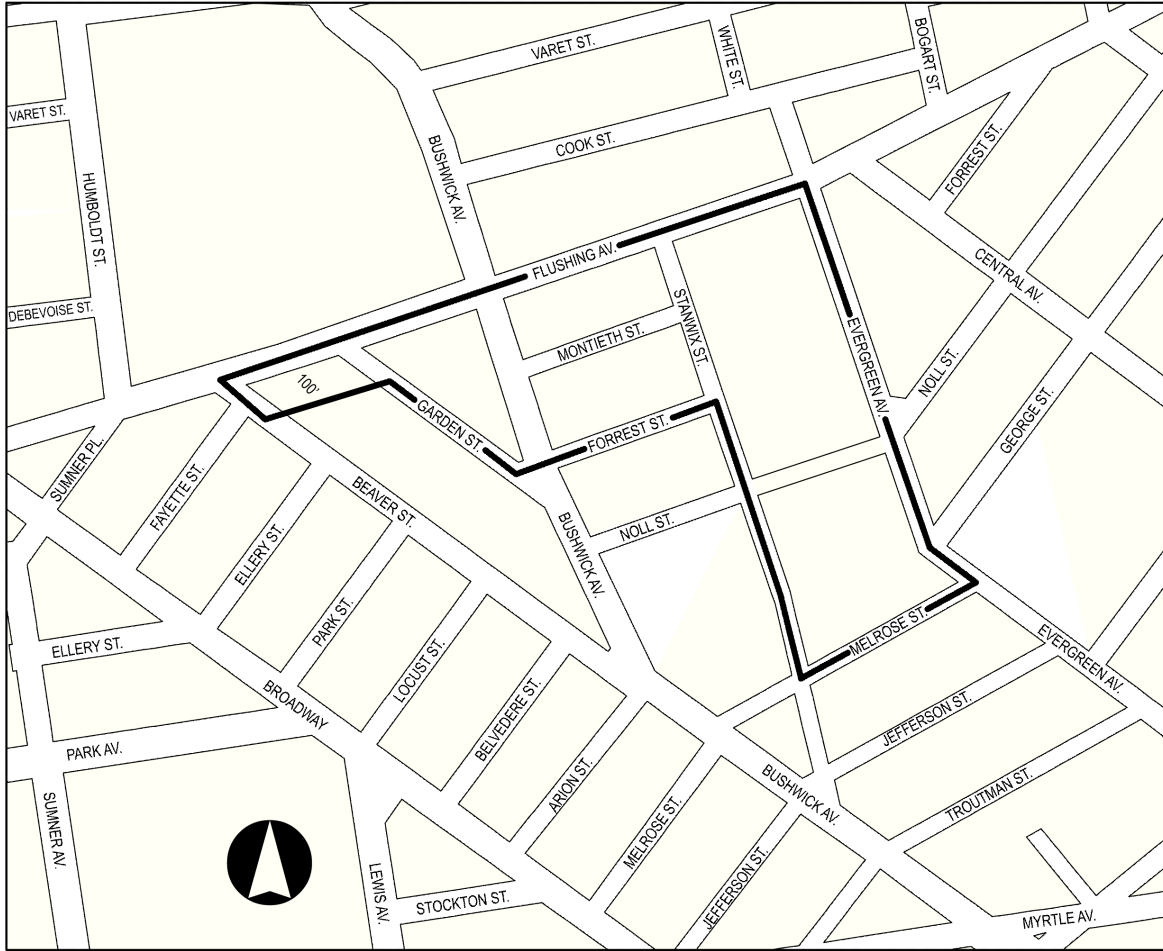 VARET ST.
WHITE ST.
BOGART ST.
VARET ST.
COOK ST.
BUSHWICK AV.
FORREST ST.
HUMBOLDT ST.
FLUSHING AV.
CENTRAL AV.
DEBEVOISE ST.
STANWIX ST.
MONTIETH ST.
EVERGREEN AV.
NOLL ST.
100'
GARDEN ST.
FORREST ST.
GEORGE ST.
SUMNER PL.
FAYETTE ST.
BEAVER ST.
NOLL ST.
ELLERY ST.
BUSHWICK AV.
PARK ST.
MELROSE ST.
ELLERY ST.
EVERGREEN AV.
LOCUST ST.
BROADWAY
BELVEDERE ST.
JEFFERSON ST.
PARK AV.
ARION ST.
BUSHWICK AV.
TROUTMAN ST.
SUMNER AV.
MELROSE ST.
JEFFERSON ST.
LEWIS AV.
STOCKTON ST.
MYRTLE AV.